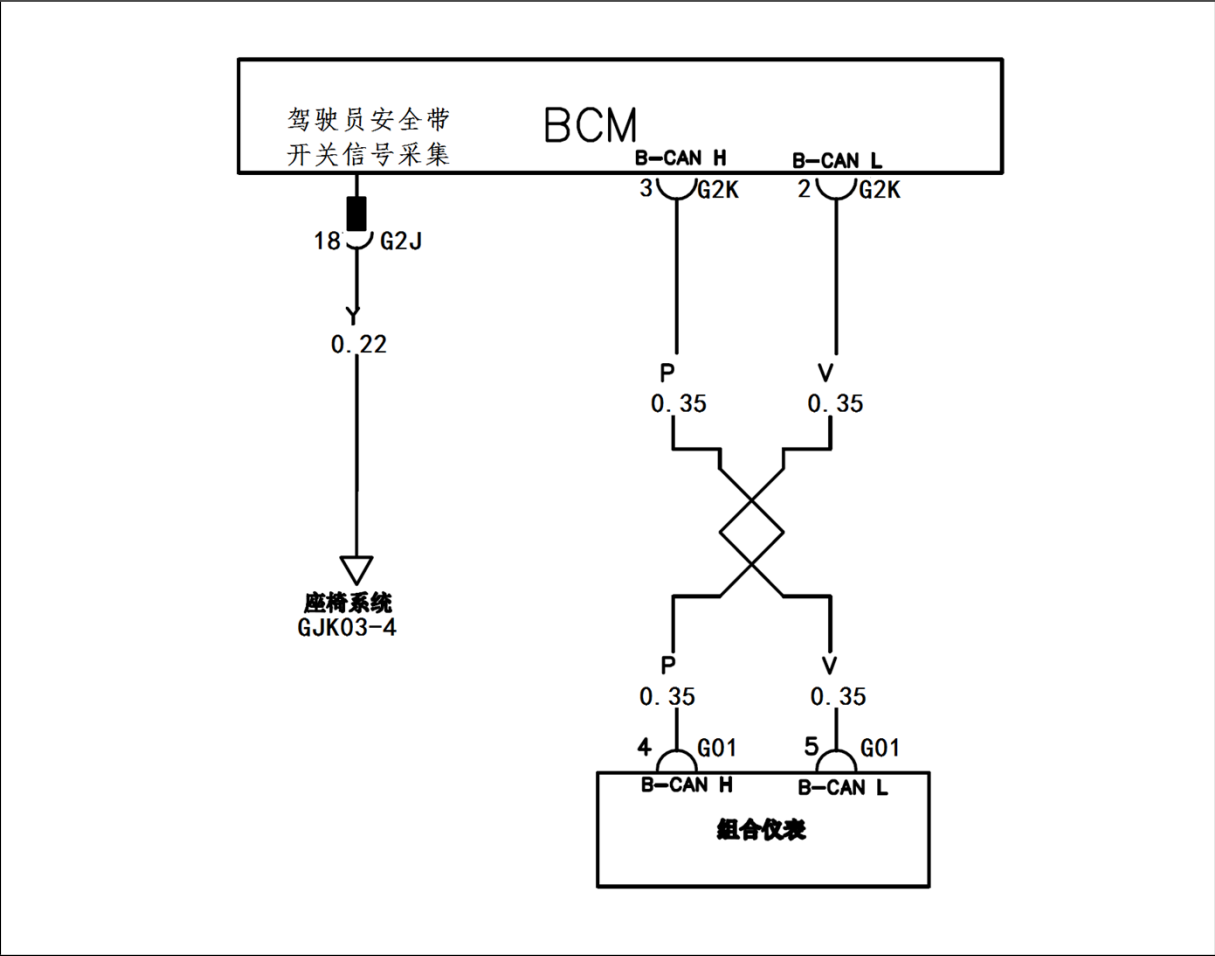 驾驶员安全带
开关信号采集
BCM
B-CAN H
B-CAN L
3
G2K
2
G2K
18
G2J
Y
0.22
P
V
0.35
0.35
座椅系统
GJK03-4
P
V
0.35
0.35
4
G01
5
G01
B-CAN H
B-CAN L
组合仪表